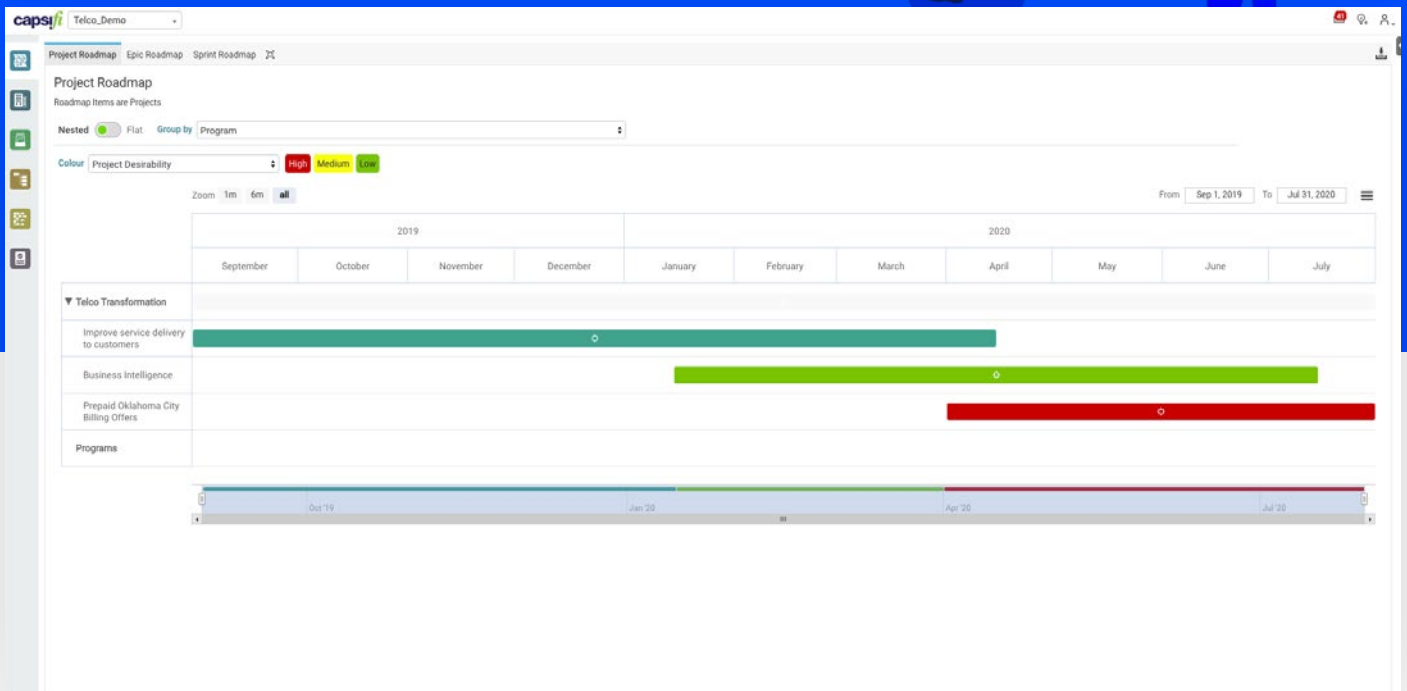 capsifi Telco_Demo 41
Project Roadmap Epic Roadmap Sprint Roadmap
Project Roadmap
Roadmap Items are Projects
Nested Flat Group by Program
Colour Project Desirability High Medium Low
Zoom 1m 6m all From Sep 1, 2019 To Jul 31, 2020
2019 2020
September October November December January February March April May June July
Telco Transformation
Improve service delivery
to customers
Business Intelligence
Prepaid Oklahoma City
Billing Offers
Programs
Oct '19 Jan '20 Apr '20 Jul '20